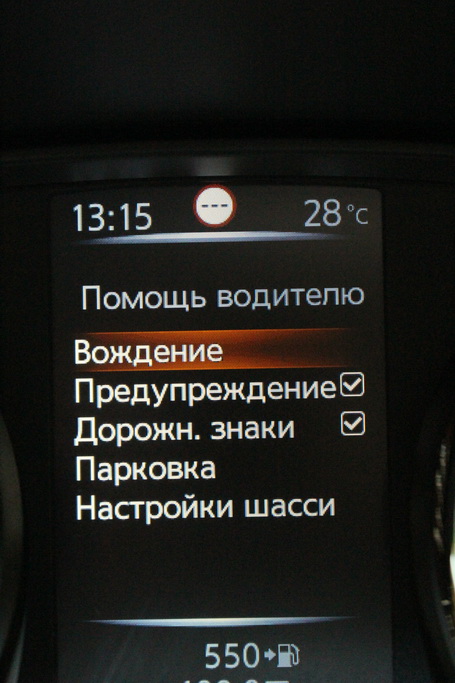 13:15 --- 28 °C
Помощь водителю
Вождение
Предупреждение
Дорожн. знаки
Парковка
Настройки шасси
550